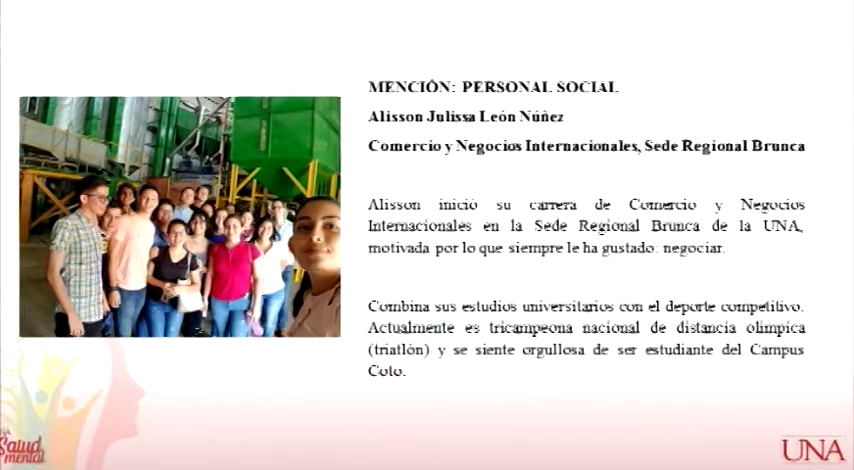 MENCIÓN: PERSONAL SOCIAL
Alisson Julissa León Núñez
Comercio y Negocios Internacionales, Sede Regional Brunca
Alisson inició su carrera de Comercio y Negocios
Internacionales en la Sede Regional Brunca de la UNA,
motivada por lo que siempre le ha gustado: negociar.
Combina sus estudios universitarios con el deporte competitivo.
Actualmente es tricampeona nacional de distancia olímpica
(triatlón) y se siente orgullosa de ser estudiante del Campus
Coto.
Salud
mental
UNA